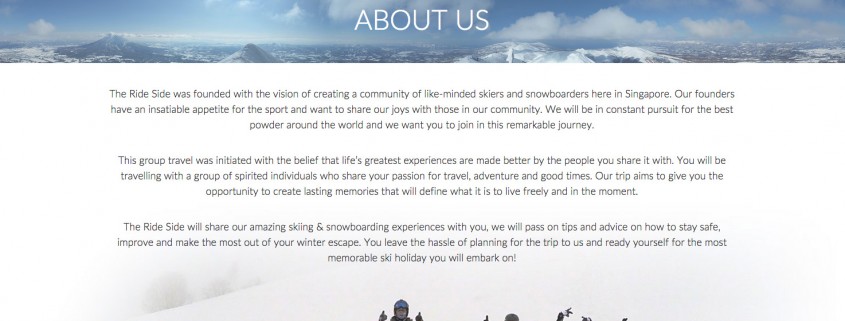 ABOUT US
The Ride Side was founded with the vision of creating a community of like-minded skiers and snowboarders here in Singapore. Our founders
have an insatiable appetite for the sport and want to share our joys with those in our community. We will be in constant pursuit for the best
powder around the world and we want you to join in this remarkable journey.
This group travel was initiated with the belief that life's greatest experiences are made better by the people you share it with. You will be
travelling with a group of spirited individuals who share your passion for travel, adventure and good times. Our trip aims to give you the
opportunity to create lasting memories that will define what it is to live freely and in the moment.
The Ride Side will share our amazing skiing & snowboarding experiences with you, we will pass on tips and advice on how to stay safe,
improve and make the most out of your winter escape. You leave the hassle of planning for the trip to us and ready yourself for the most
memorable ski holiday you will embark on!